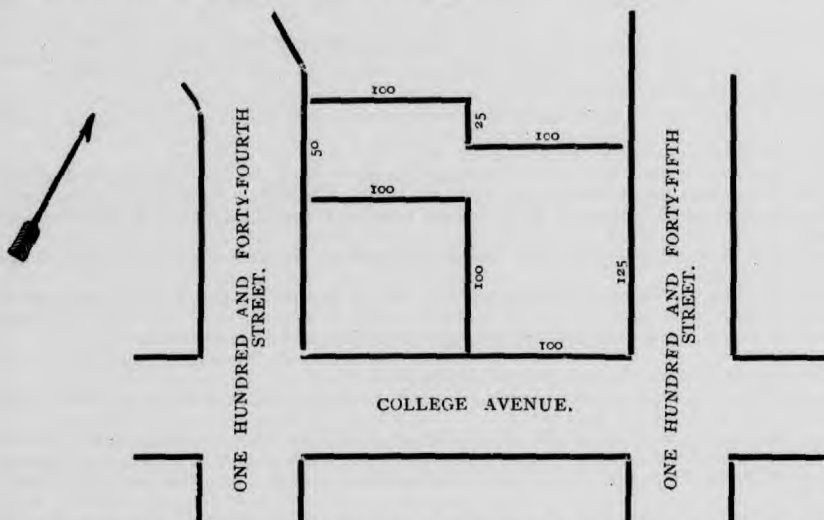 100
25
100
50
100
100
125
100
ONE HUNDRED AND FORTY-FOURTH
STREET.
ONE HUNDRED AND FORTY-FIFTH
STREET.
COLLEGE AVENUE.